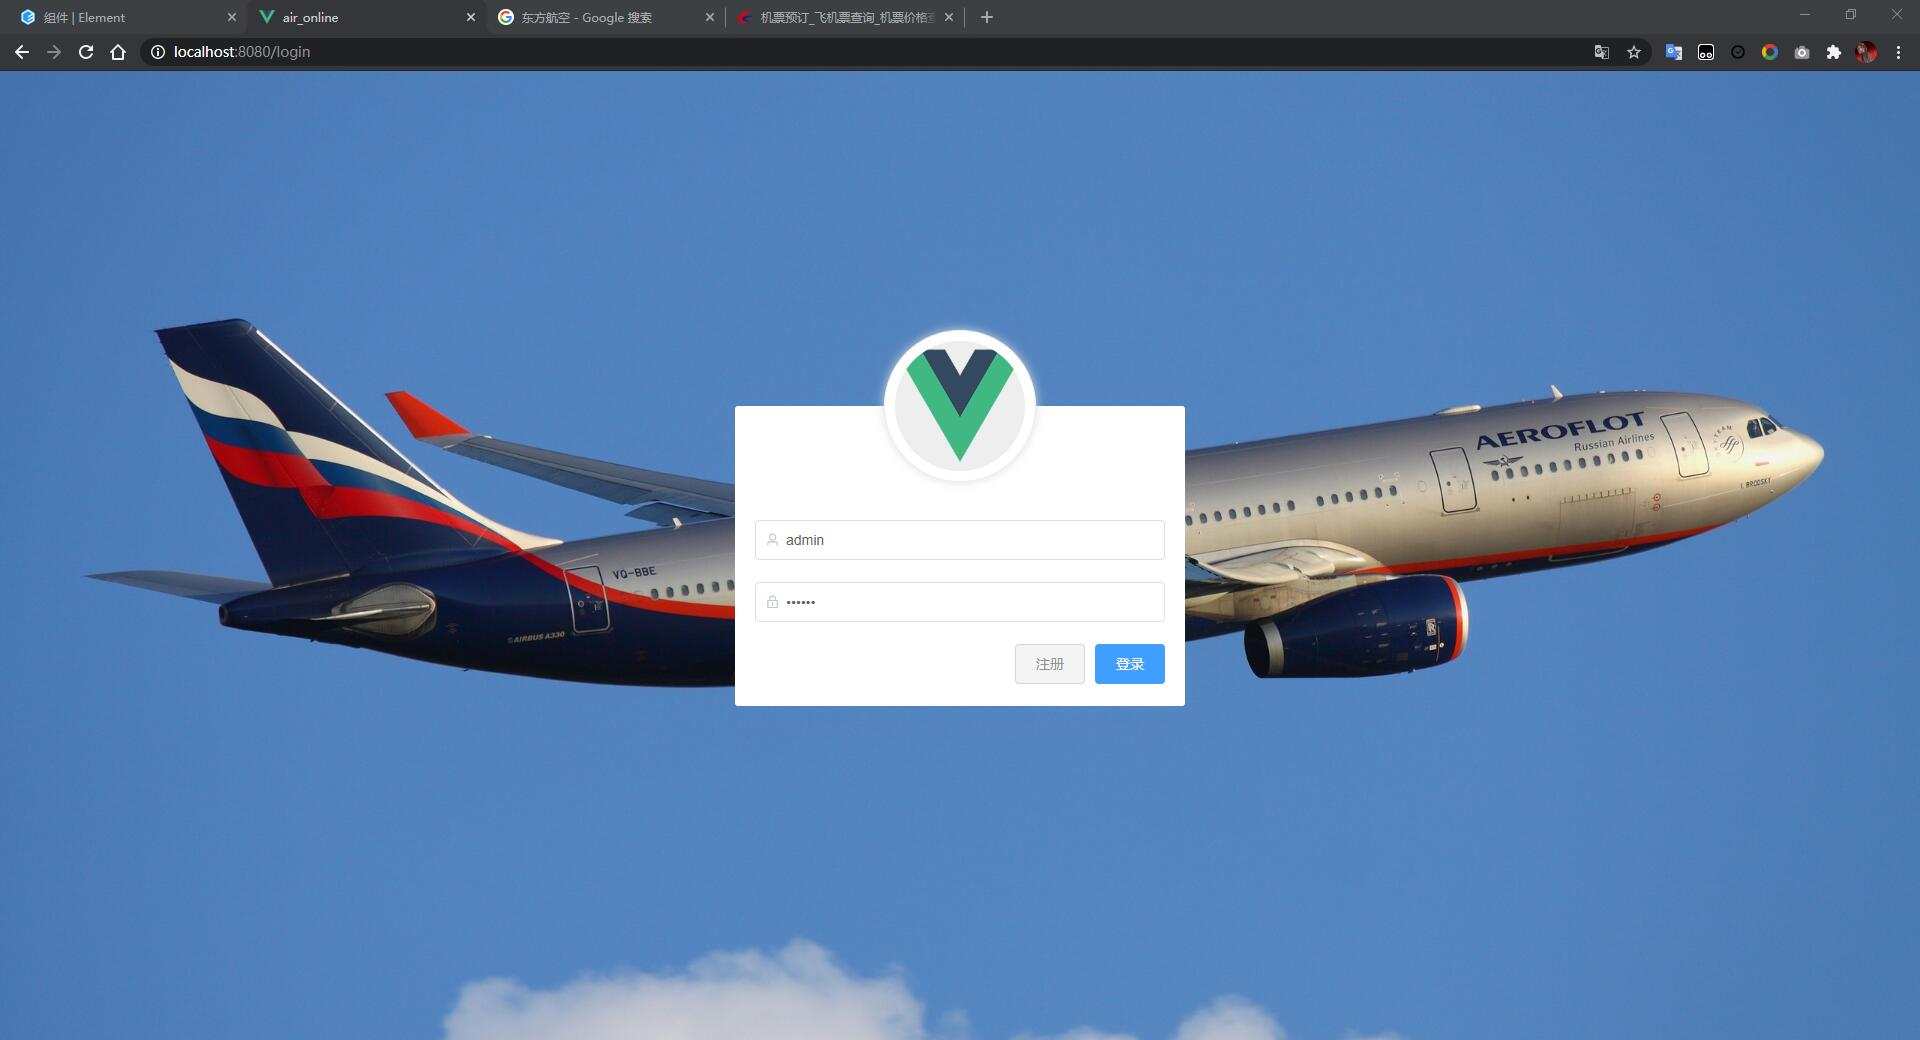 组件 | Element
air_online
东方航空 - Google 搜索
机票预订_飞机票查询_机票价格查
localhost:8080/login
AEROFLOT
Russian Airlines
I. BRODSKY
VQ-BBE
AIRBUS A330
admin
••••••
注册
登录